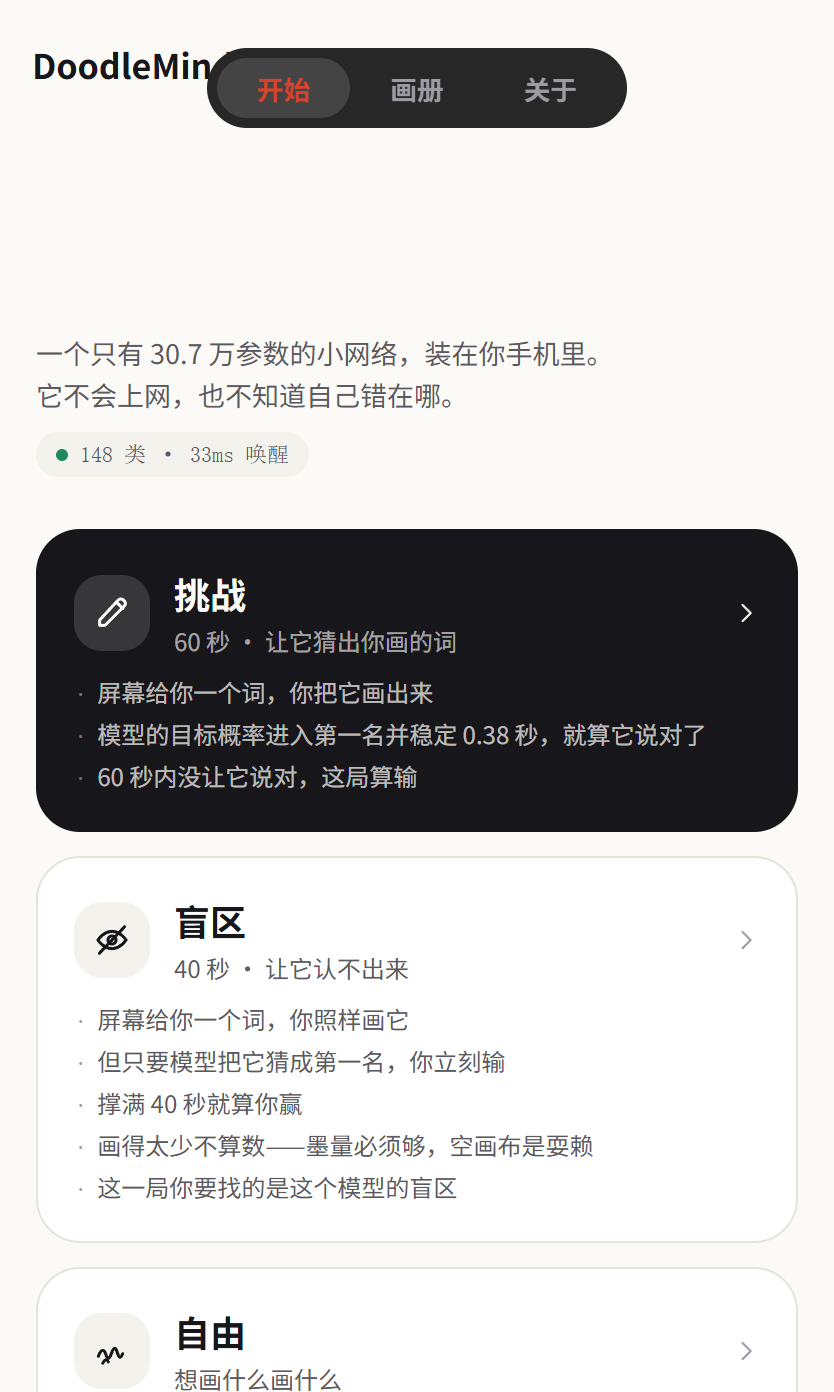 DoodleMin
开始
画册
关于
一个只有 30.7 万参数的小网络，装在你手机里。
它不会上网，也不知道自己错在哪。
148 类 · 33ms 唤醒
挑战
60 秒 · 让它猜出你画的词
· 屏幕给你一个词，你把它画出来
· 模型的目标概率进入第一名并稳定 0.38 秒，就算它说对了
· 60 秒内没让它说对，这局算输
盲区
40 秒 · 让它认不出来
· 屏幕给你一个词，你照样画它
· 但只要模型把它猜成第一名，你立刻输
· 撑满 40 秒就算你赢
· 画得太少不算数——墨量必须够，空画布是耍赖
· 这一局你要找的是这个模型的盲区
自由
想画什么画什么